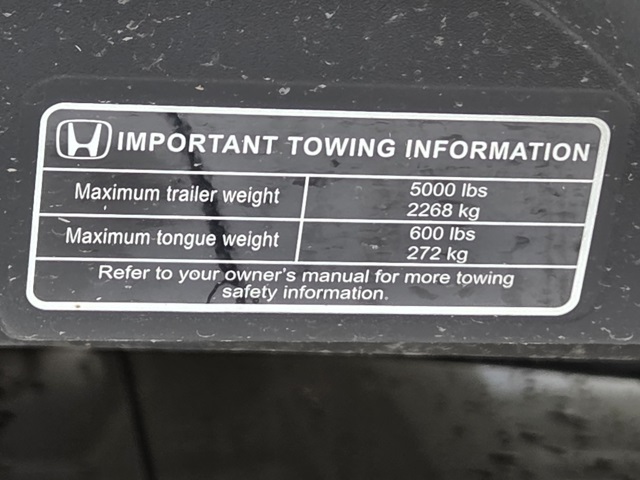 IMPORTANT TOWING INFORMATION
Maximum trailer weight
5000 lbs
2268 kg
Maximum tongue weight
600 lbs
272 kg
Refer to your owner's manual for more towing
safety information.